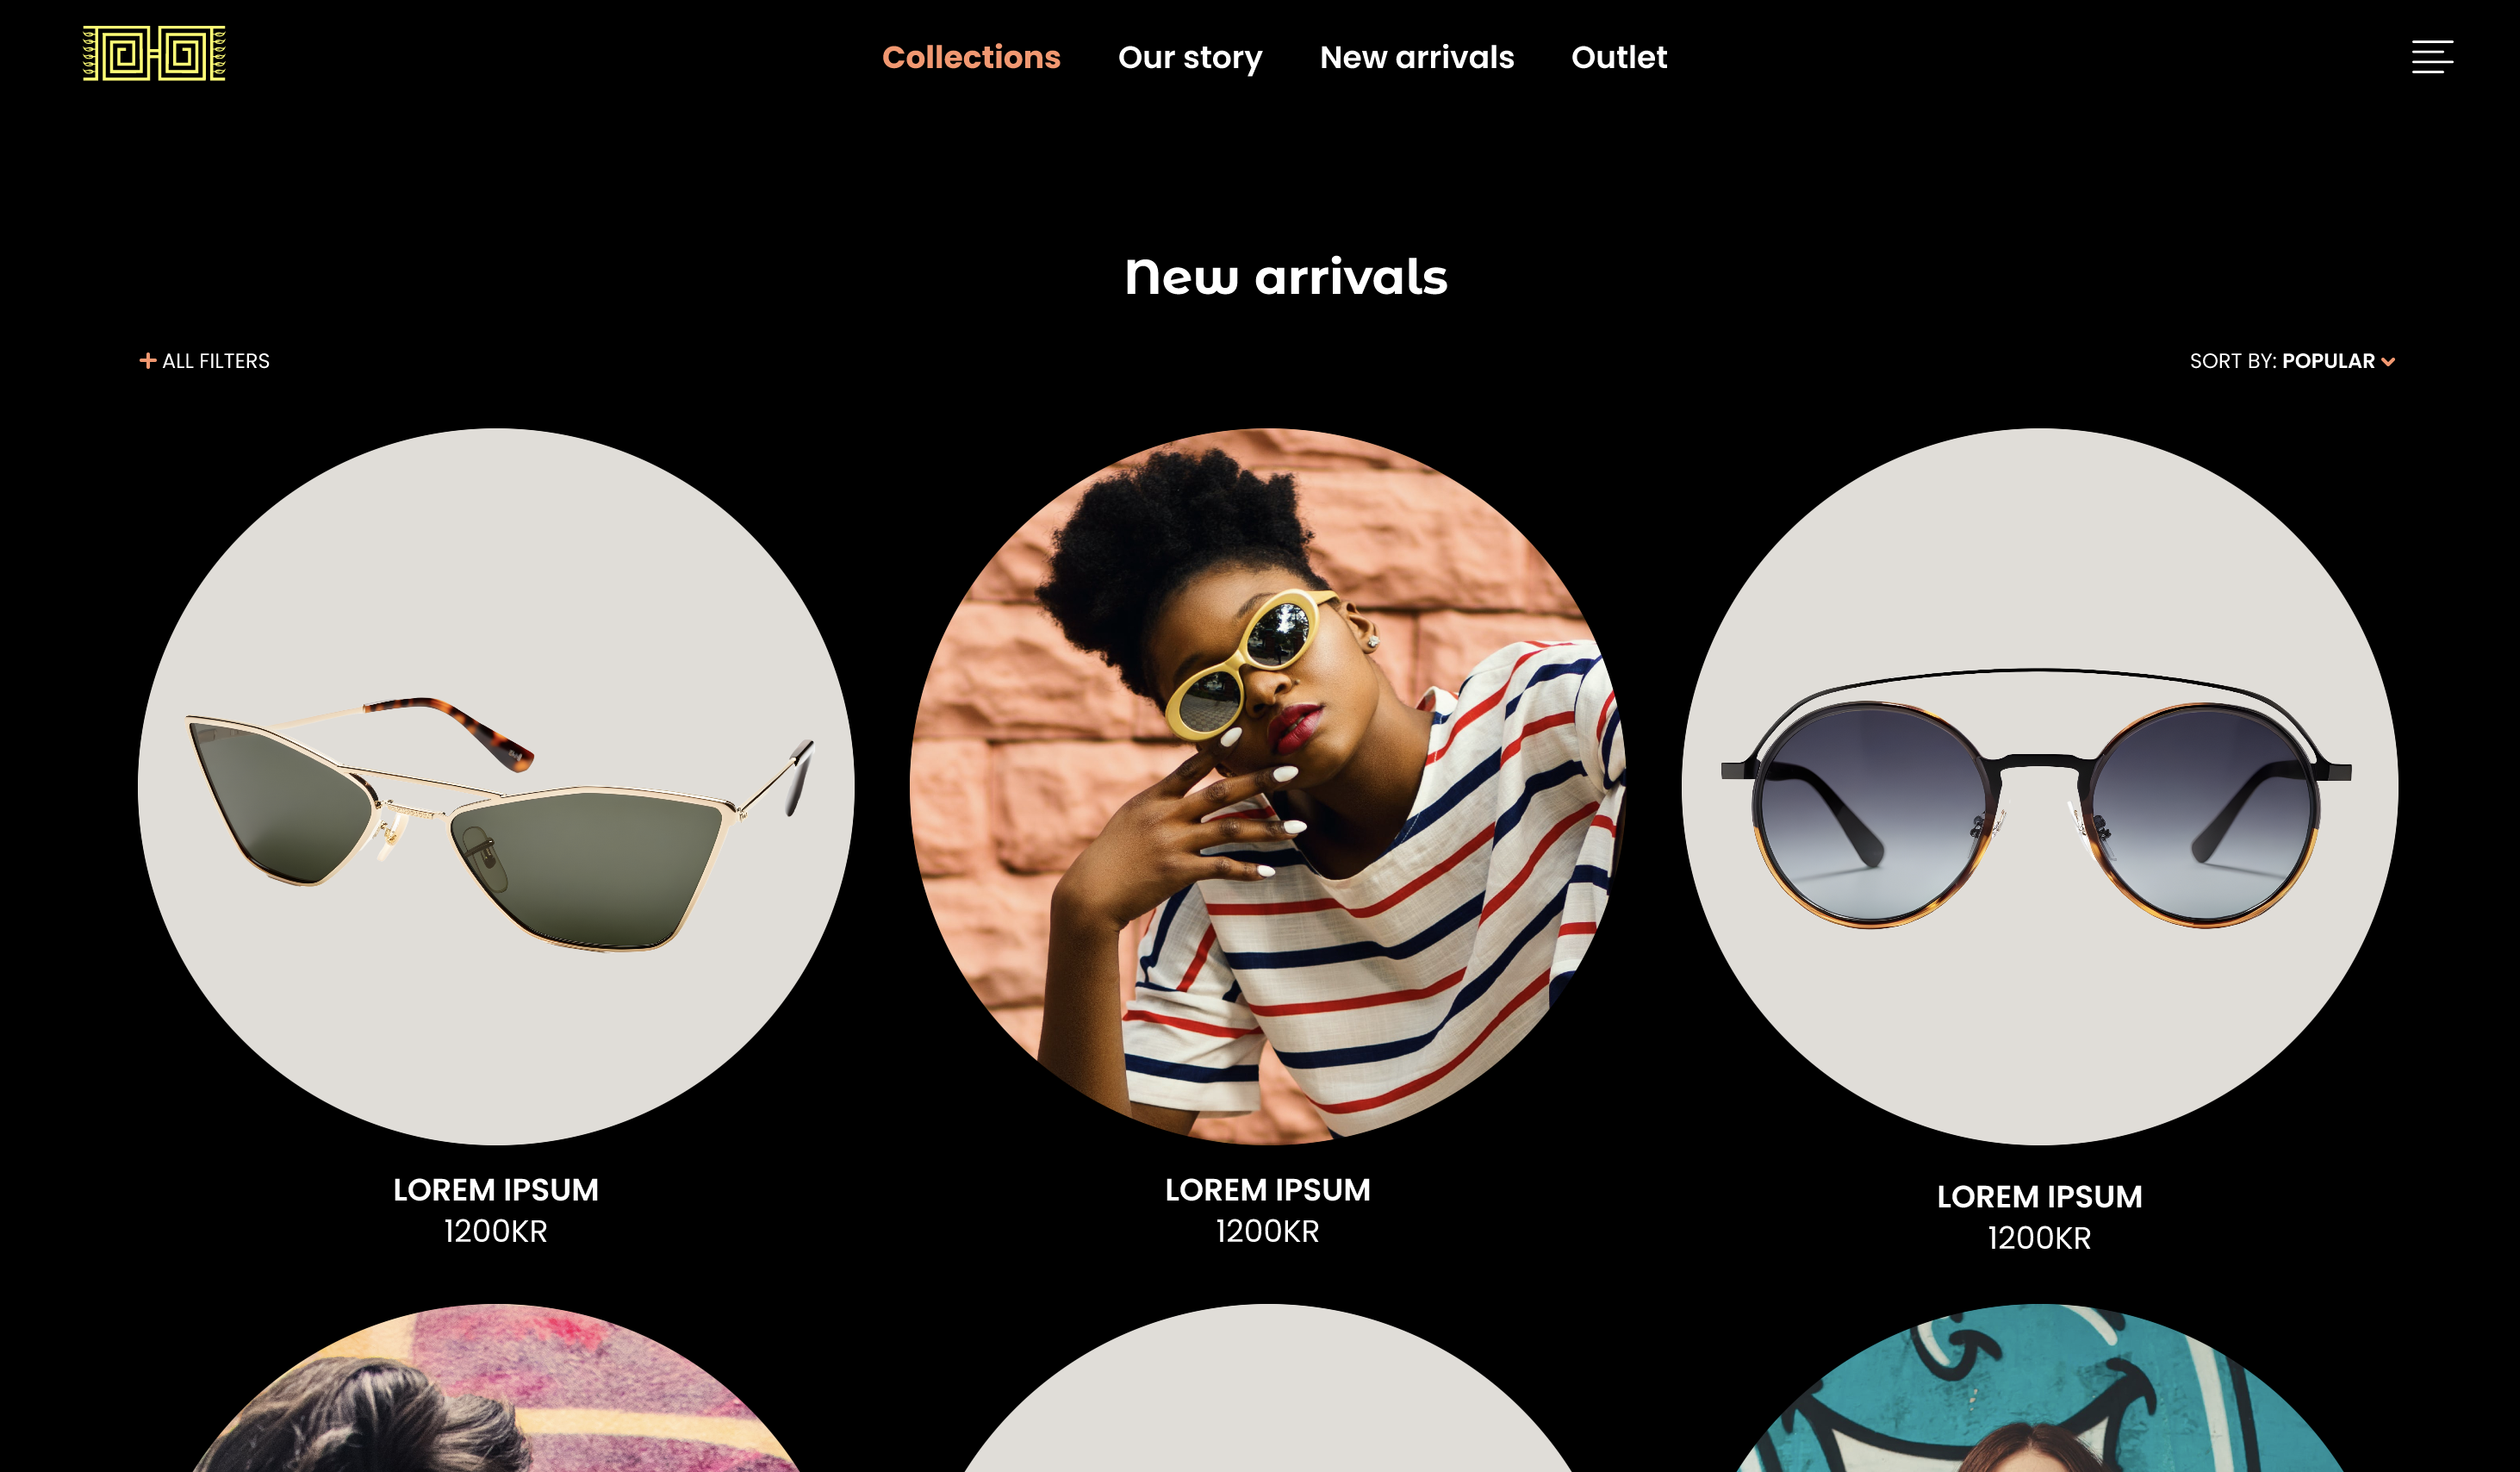 Collections Our story New arrivals Outlet
New arrivals
ALL FILTERS
SORT BY: POPULAR
LOREM IPSUM
1200KR
LOREM IPSUM
1200KR
LOREM IPSUM
1200KR